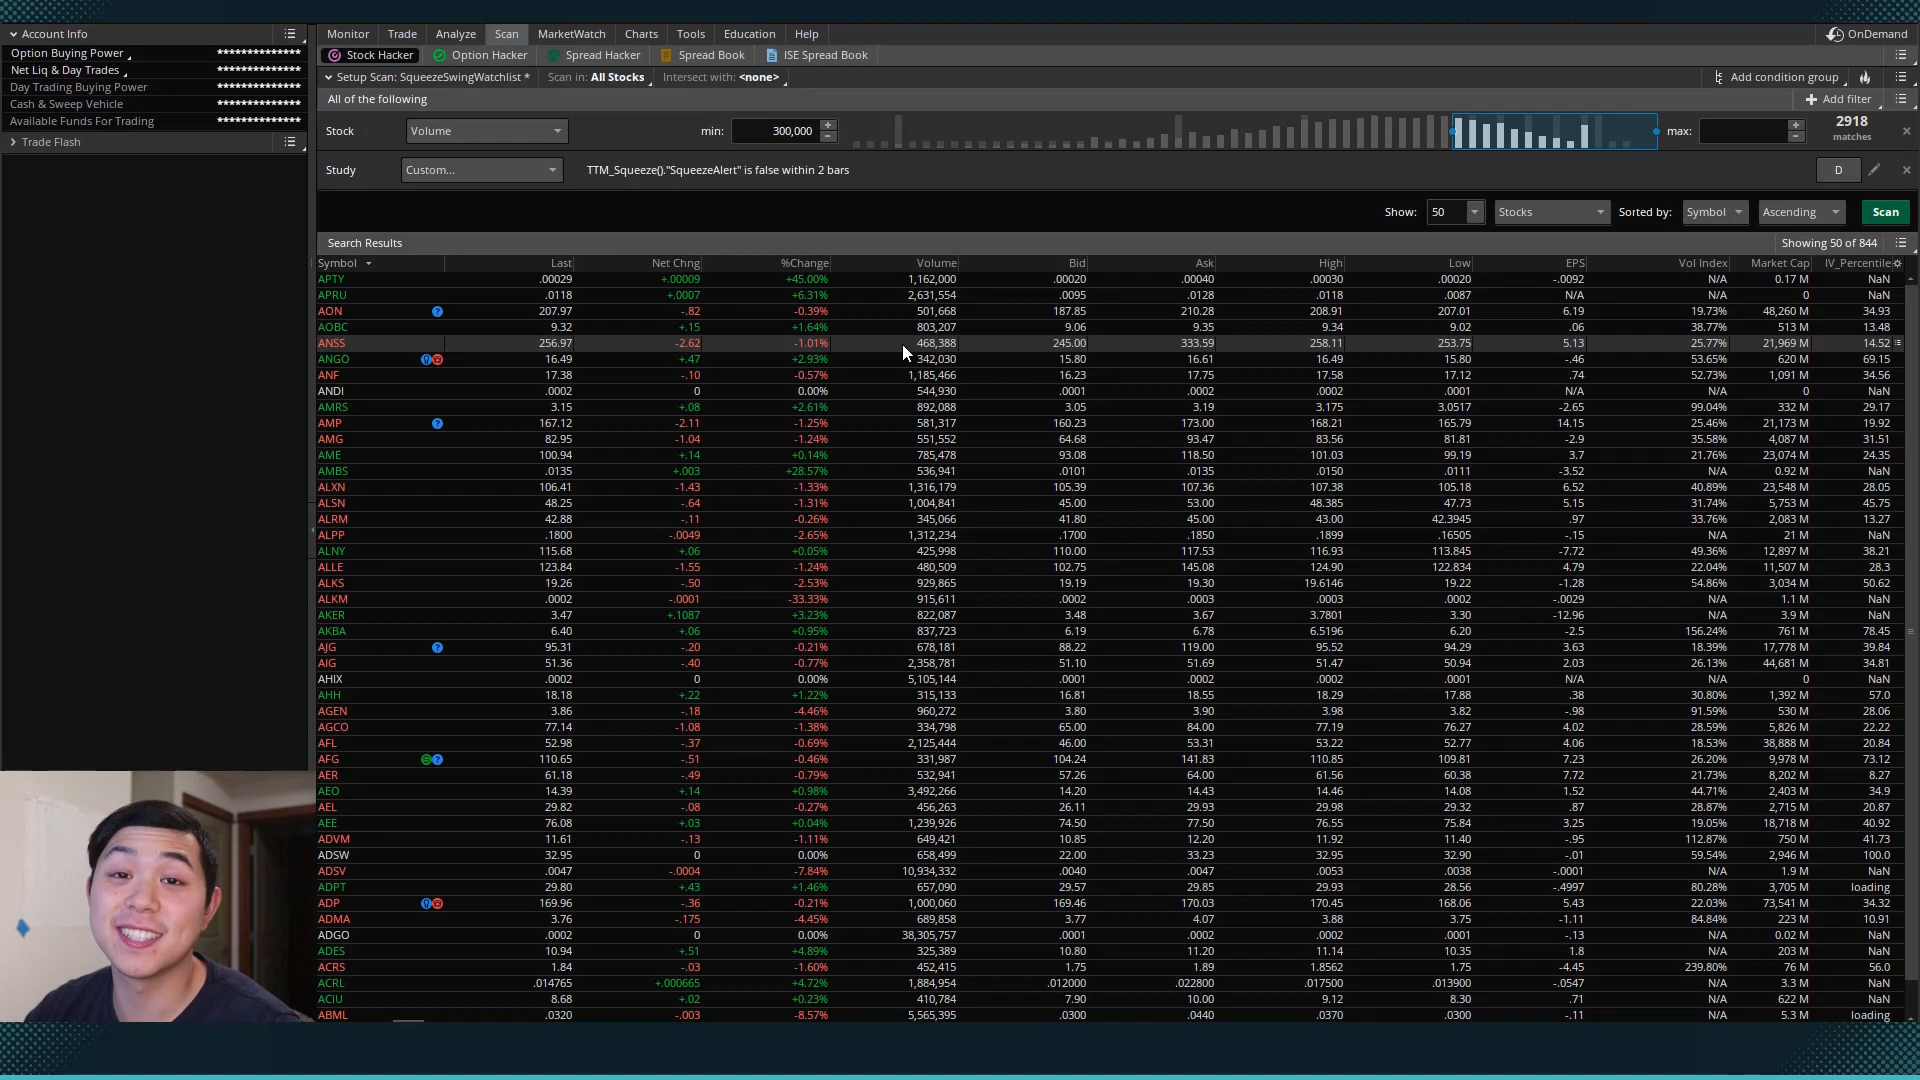 Account Info
Option Buying Power **************
Net Liq & Day Trades **************
Day Trading Buying Power **************
Cash & Sweep Vehicle **************
Available Funds For Trading **************
Trade Flash
Monitor Trade Analyze Scan MarketWatch Charts Tools Education Help OnDemand
Stock Hacker Option Hacker Spread Hacker Spread Book ISE Spread Book
Setup Scan: SqueezeSwingWatchlist * Scan in: All Stocks Intersect with: <none> Add condition group
All of the following Add filter
Stock Volume min: 300,000 max: 2918 matches
Study Custom... TTM_Squeeze()."SqueezeAlert" is false within 2 bars D
Show: 50 Stocks Sorted by: Symbol Ascending Scan
Search Results Showing 50 of 844
Symbol Last Net Chng %Change Volume Bid Ask High Low EPS Vol Index Market Cap IV_Percentile
APTY .00029 +.00009 +45.00% 1,162,000 .00020 .00040 .00030 .00020 -.0092 N/A 0.17 M NaN
APRU .0118 +.0007 +6.31% 2,631,554 .0095 .0128 .0118 .0087 N/A N/A 0 NaN
AON 207.97 -.82 -0.39% 501,668 187.85 210.28 208.91 207.01 6.19 19.73% 48,260 M 34.93
AOBC 9.32 +.15 +1.64% 803,207 9.06 9.35 9.34 9.02 .06 38.77% 513 M 13.48
ANSS 256.97 -2.62 -1.01% 468,388 245.00 333.59 258.11 253.75 5.13 25.77% 21,969 M 14.52
ANGO 16.49 +.47 +2.93% 342,030 15.80 16.61 16.49 15.80 -.46 53.65% 620 M 69.15
ANF 17.38 -.10 -0.57% 1,185,466 16.23 17.75 17.58 17.12 .74 52.73% 1,091 M 34.56
ANDI .0002 0 0.00% 544,930 .0001 .0002 .0002 .0001 N/A N/A 0 NaN
AMRS 3.15 +.08 +2.61% 892,088 3.05 3.19 3.175 3.0517 -2.65 99.04% 332 M 29.17
AMP 167.12 -2.11 -1.25% 581,317 160.23 173.00 168.21 165.79 14.15 25.46% 21,173 M 19.92
AMG 82.95 -1.04 -1.24% 551,552 64.68 93.47 83.56 81.81 -2.9 35.58% 4,087 M 31.51
AME 100.94 +.14 +0.14% 785,478 93.08 118.50 101.03 99.19 3.7 21.76% 23,074 M 24.35
AMBS .0135 +.003 +28.57% 536,941 .0101 .0135 .0150 .0111 -3.52 N/A 0.92 M NaN
ALXN 106.41 -1.43 -1.33% 1,316,179 105.39 107.36 107.38 105.18 6.52 40.89% 23,548 M 28.05
ALSN 48.25 -.64 -1.31% 1,004,841 45.00 53.00 48.385 47.73 5.15 31.74% 5,753 M 45.75
ALRM 42.88 -.11 -0.26% 345,066 41.80 45.00 43.00 42.3945 .97 33.76% 2,083 M 13.27
ALPP .1800 -.0049 -2.65% 1,312,234 .1700 .1850 .1899 .16505 -.15 N/A 21 M NaN
ALNY 115.68 +.06 +0.05% 425,998 110.00 117.53 116.93 113.845 -7.72 49.36% 12,897 M 38.21
ALLE 123.84 -1.55 -1.24% 480,509 102.75 145.08 124.90 122.834 4.79 22.04% 11,507 M 28.3
ALKS 19.26 -.50 -2.53% 929,865 19.19 19.30 19.6146 19.22 -1.28 54.86% 3,034 M 50.62
ALKM .0002 -.0001 -33.33% 915,611 .0002 .0003 .0003 .0002 -.0029 N/A 1.1 M NaN
AKER 3.47 +.1087 +3.23% 822,087 3.48 3.67 3.7801 3.30 -12.96 N/A 3.9 M NaN
AKBA 6.40 +.06 +0.95% 837,723 6.19 6.78 6.5196 6.20 -2.5 156.24% 761 M 78.45
AJG 95.31 -.20 -0.21% 678,181 88.22 119.00 95.52 94.29 3.63 18.39% 17,778 M 39.84
AIG 51.36 -.40 -0.77% 2,358,781 51.10 51.69 51.47 50.94 2.03 26.13% 44,681 M 34.81
AHIX .0002 0 0.00% 5,105,144 .0001 .0002 .0002 .0001 N/A N/A 0 NaN
AHH 18.18 +.22 +1.22% 315,133 16.81 18.55 18.29 17.88 .38 30.80% 1,392 M 57.0
AGEN 3.86 -.18 -4.46% 960,272 3.80 3.90 3.98 3.82 -.98 91.59% 530 M 28.06
AGCO 77.14 -1.08 -1.38% 334,798 65.00 84.00 77.19 76.27 4.02 28.59% 5,826 M 22.22
AFL 52.98 -.37 -0.69% 2,125,444 46.00 53.31 53.22 52.77 4.06 18.53% 38,888 M 20.84
AFG 110.65 -.51 -0.46% 331,987 104.24 141.83 110.85 109.81 7.23 26.20% 9,978 M 73.12
AER 61.18 -.49 -0.79% 532,941 57.26 64.00 61.56 60.38 7.72 21.73% 8,202 M 8.27
AEO 14.39 +.14 +0.98% 3,492,266 14.20 14.43 14.46 14.08 1.52 44.71% 2,403 M 34.9
AEL 29.82 -.08 -0.27% 456,263 26.11 29.93 29.98 29.32 .87 28.87% 2,715 M 20.87
AEE 76.08 +.03 +0.04% 1,239,926 74.50 77.50 76.55 75.84 3.25 19.05% 18,718 M 40.92
ADVM 11.61 -.13 -1.11% 649,421 10.85 12.20 11.92 11.40 -.95 112.87% 750 M 41.73
ADSW 32.95 0 0.00% 658,499 22.00 33.23 32.95 32.90 -.01 59.54% 2,946 M 100.0
ADSV .0047 -.0004 -7.84% 10,934,332 .0040 .0047 .0053 .0038 -.0001 N/A 1.9 M NaN
ADPT 29.80 +.43 +1.46% 657,090 29.57 29.85 29.93 28.56 -.4997 80.28% 3,705 M loading
ADP 169.96 -.36 -0.21% 1,000,060 169.46 170.03 170.45 168.06 5.43 22.03% 73,541 M 34.32
ADMA 3.76 -.175 -4.45% 689,858 3.77 4.07 3.88 3.75 -1.11 84.84% 223 M 10.91
ADGO .0002 0 0.00% 38,305,757 .0001 .0002 .0002 .0001 -.13 N/A 0.02 M NaN
ADES 10.94 +.51 +4.89% 325,389 10.80 11.20 11.14 10.35 1.8 N/A 203 M NaN
ACRS 1.84 -.03 -1.60% 452,415 1.75 1.89 1.8562 1.75 -4.45 239.80% 76 M 56.0
ACRL .014765 +.000665 +4.72% 1,884,954 .012000 .022800 .017500 .013900 -.0547 N/A 3.3 M NaN
ACIU 8.68 +.02 +0.23% 410,784 7.90 10.00 9.12 8.30 .71 N/A 622 M NaN
ABML .0320 -.003 -8.57% 5,565,395 .0300 .0440 .0370 .0300 -.11 N/A 5.3 M loading